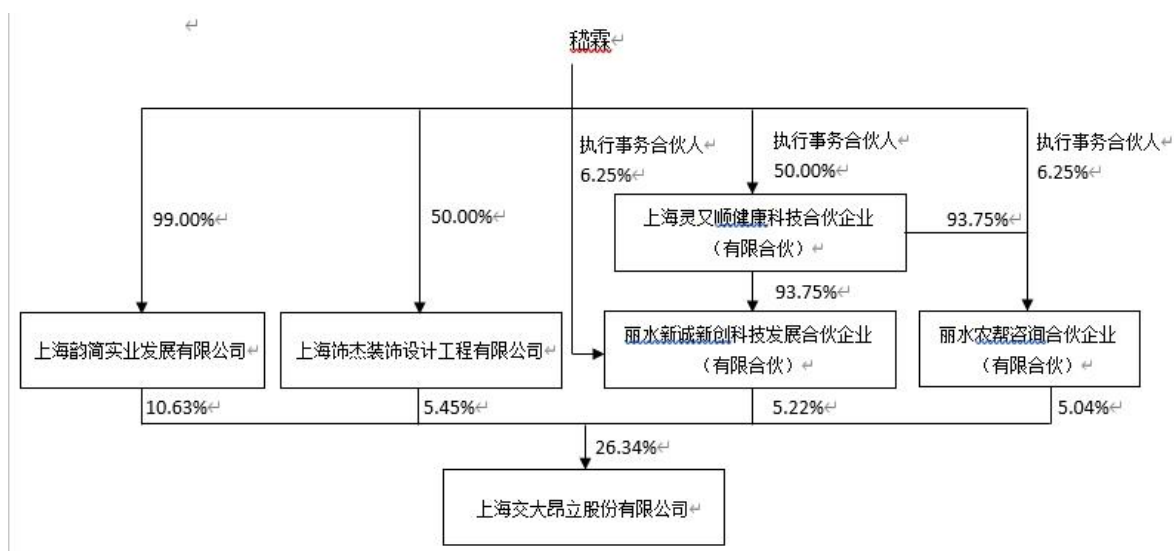 嵇霖
执行事务合伙人
6.25%
执行事务合伙人
50.00%
执行事务合伙人
6.25%
99.00%
50.00%
上海灵又顺健康科技合伙企业
（有限合伙）
93.75%
93.75%
上海韵简实业发展有限公司
上海饰杰装饰设计工程有限公司
丽水新诚新创科技发展合伙企业
（有限合伙）
丽水农帮咨询合伙企业
（有限合伙）
10.63%
5.45%
5.22%
5.04%
26.34%
上海交大昂立股份有限公司